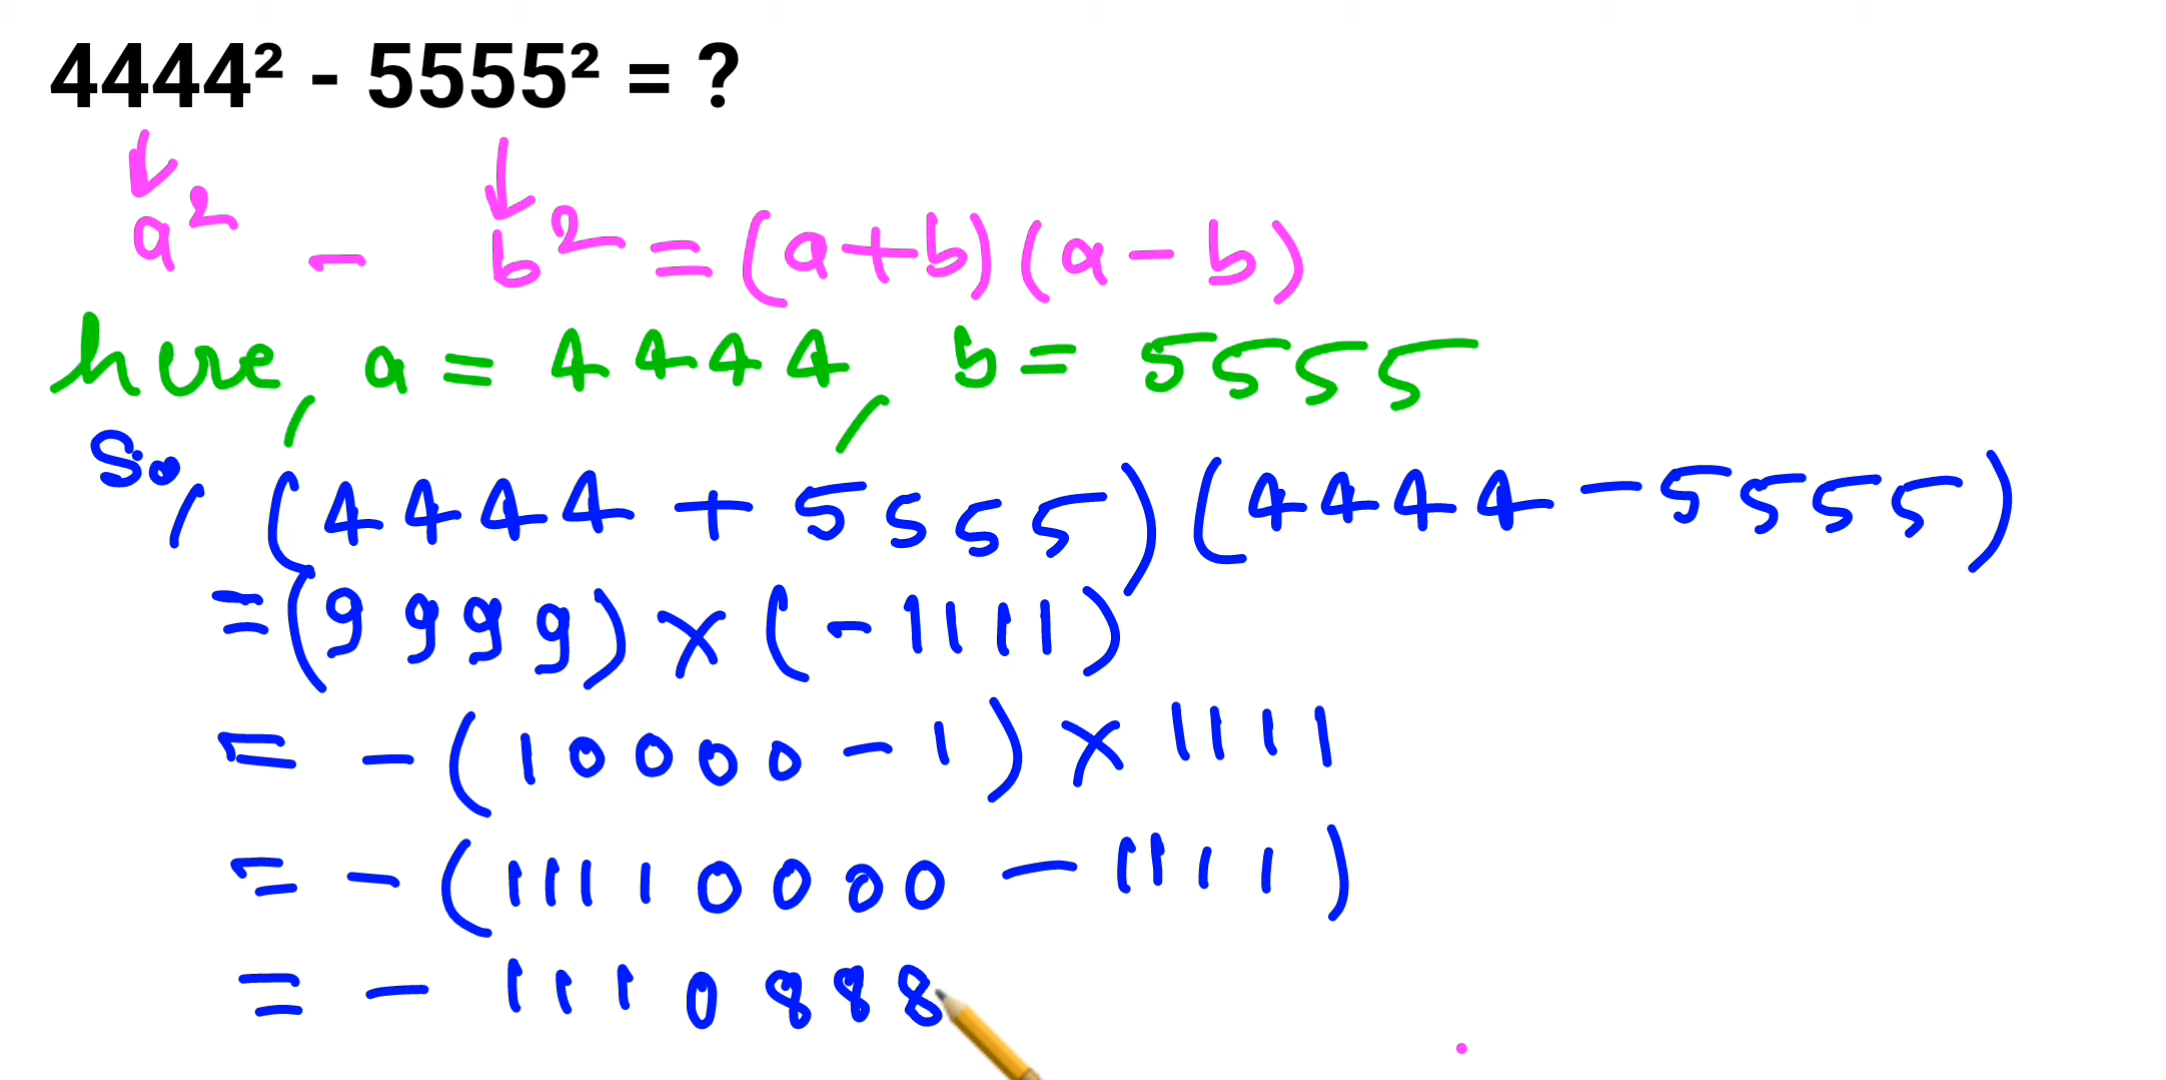 4444² - 5555² = ?
a² - b² = (a+b)(a-b)
here, a = 4444, b = 5555
So, (4444 + 5555)(4444 - 5555)
= (9999) × (-1111)
= - (10000 - 1) × 1111
= - (11110000 - 1111)
= - 1110888